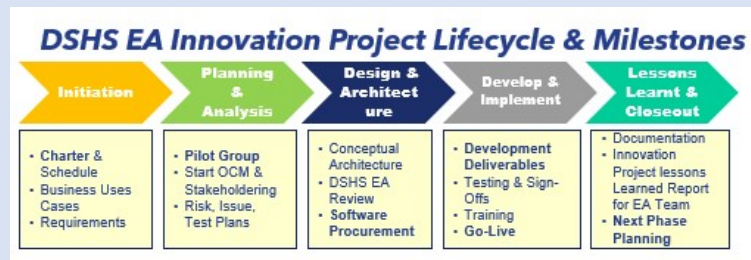 DSHS EA Innovation Project Lifecycle & Milestones
Initiation
Planning
&
Analysis
Design &
Architect
ure
Develop &
Implement
Lessons
Learnt &
Closeout
• Charter &
Schedule
• Business Uses
Cases
• Requirements
• Pilot Group
• Start OCM &
Stakeholdering
• Risk, Issue,
Test Plans
• Conceptual
Architecture
• DSHS EA
Review
• Software
Procurement
• Development
Deliverables
• Testing & Sign-
Offs
• Training
• Go-Live
• Documentation
• Innovation
Project lessons
Learned Report
for EA Team
• Next Phase
Planning